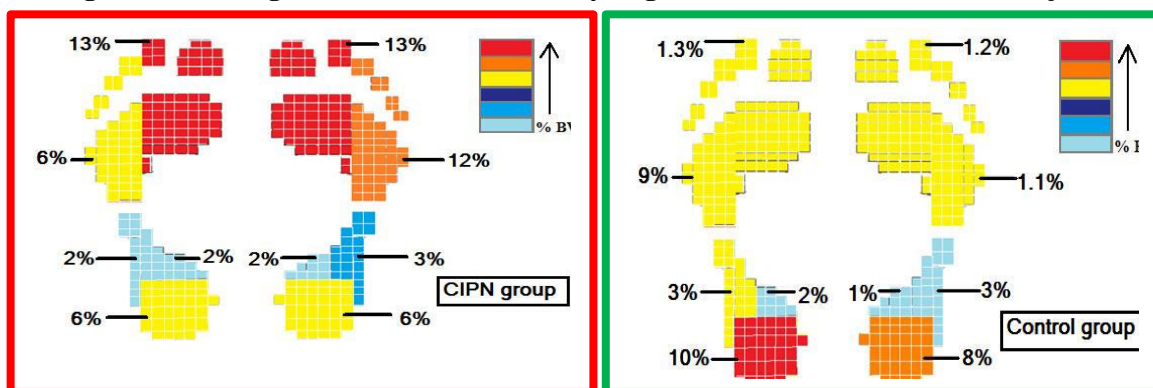 13% 13%
% BV
6% 12%
2% 2% 2% 3%
CIPN group
6% 6%
1.3% 1.2%
% B
9% 1.1%
3% 2% 1% 3%
Control group
10% 8%